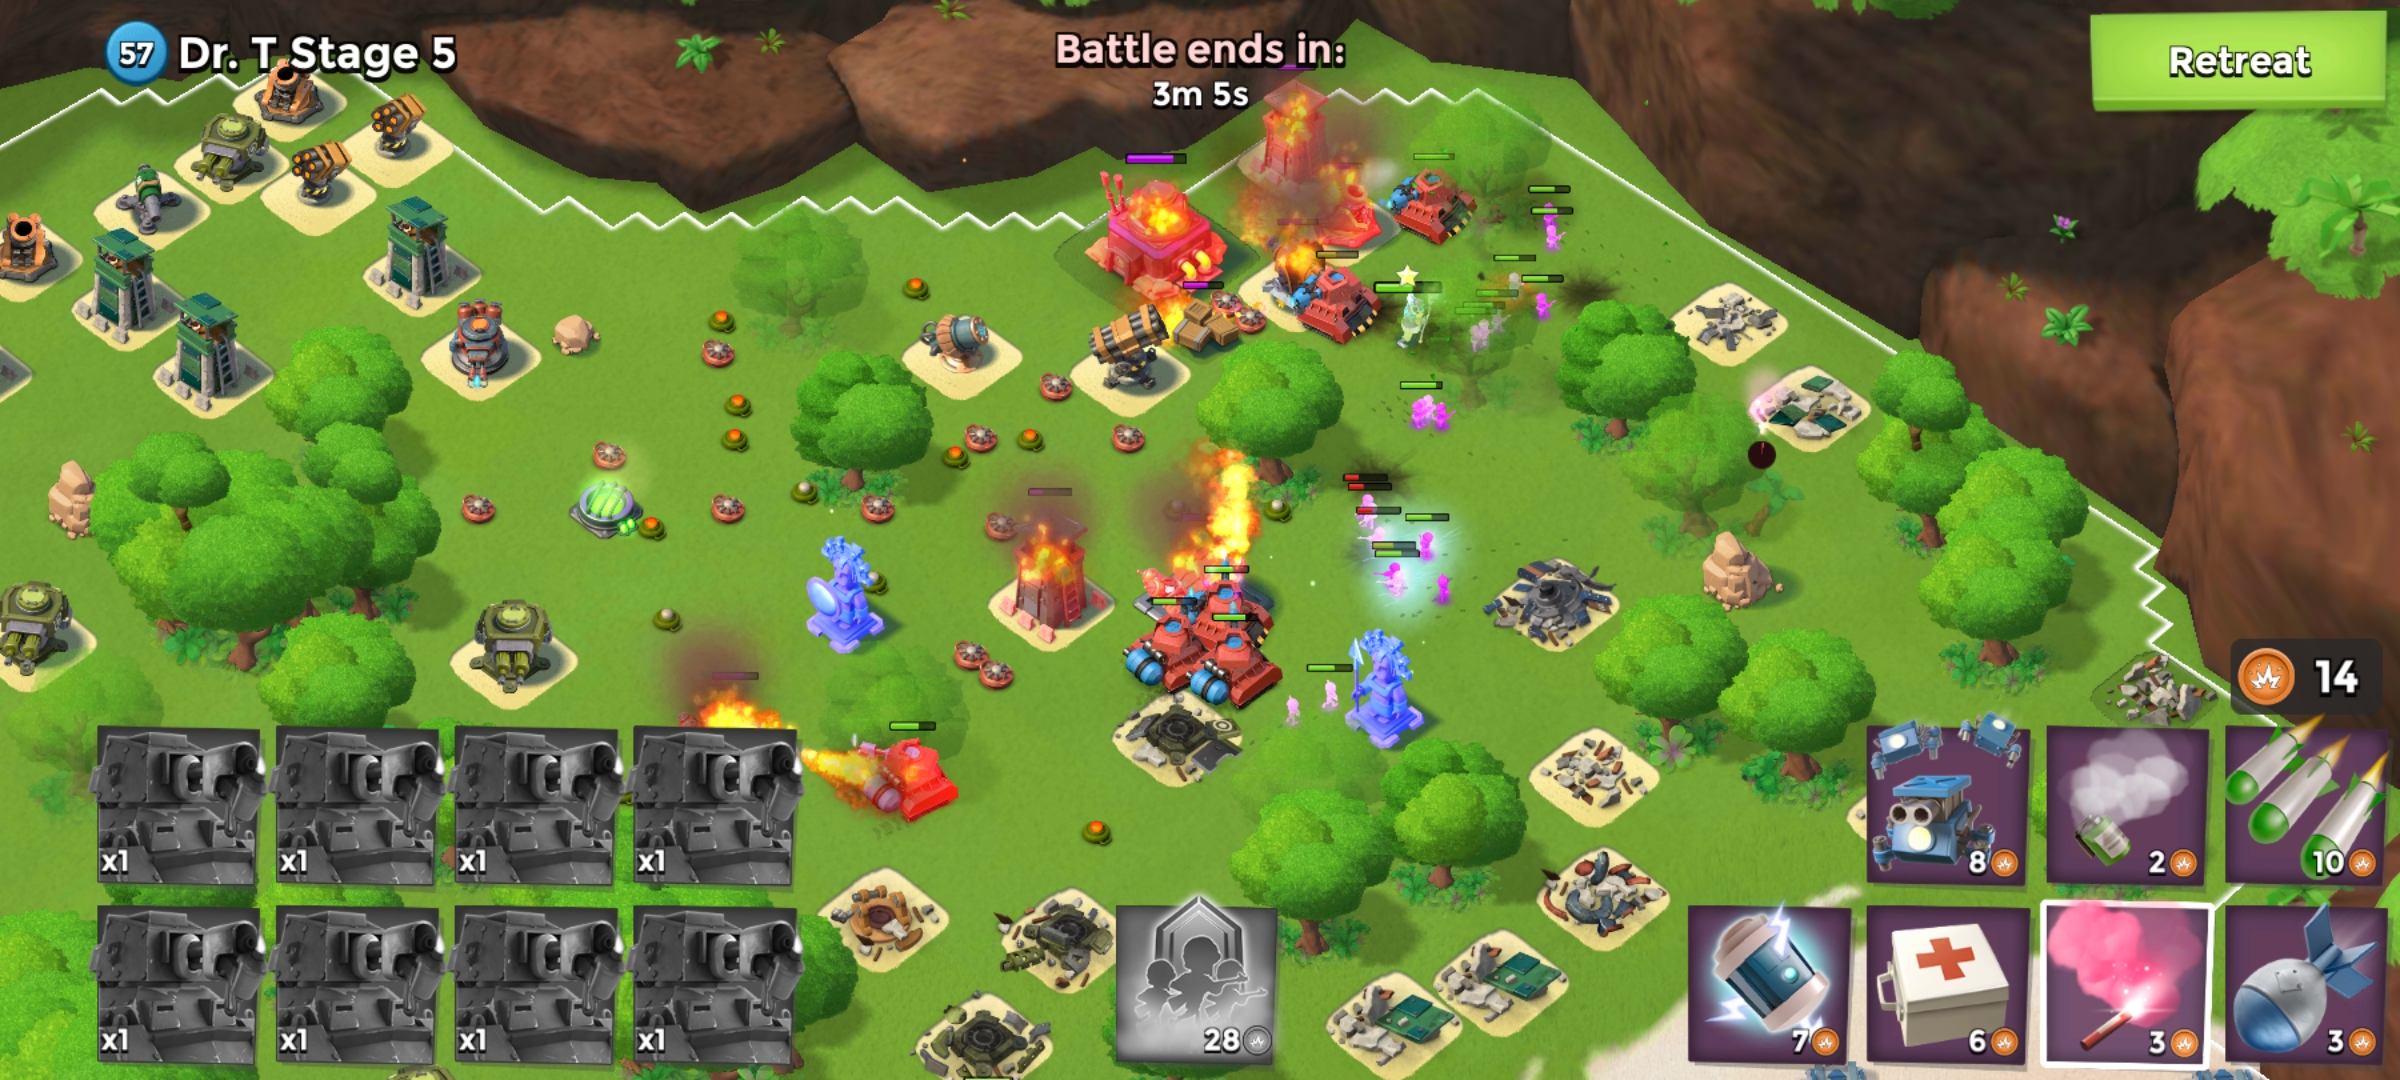 57 Dr. T Stage 5
Battle ends in:
3m 5s
Retreat
14
x1 x1 x1 x1
8 2 10
x1 x1 x1 x1
28
7 6 3 3